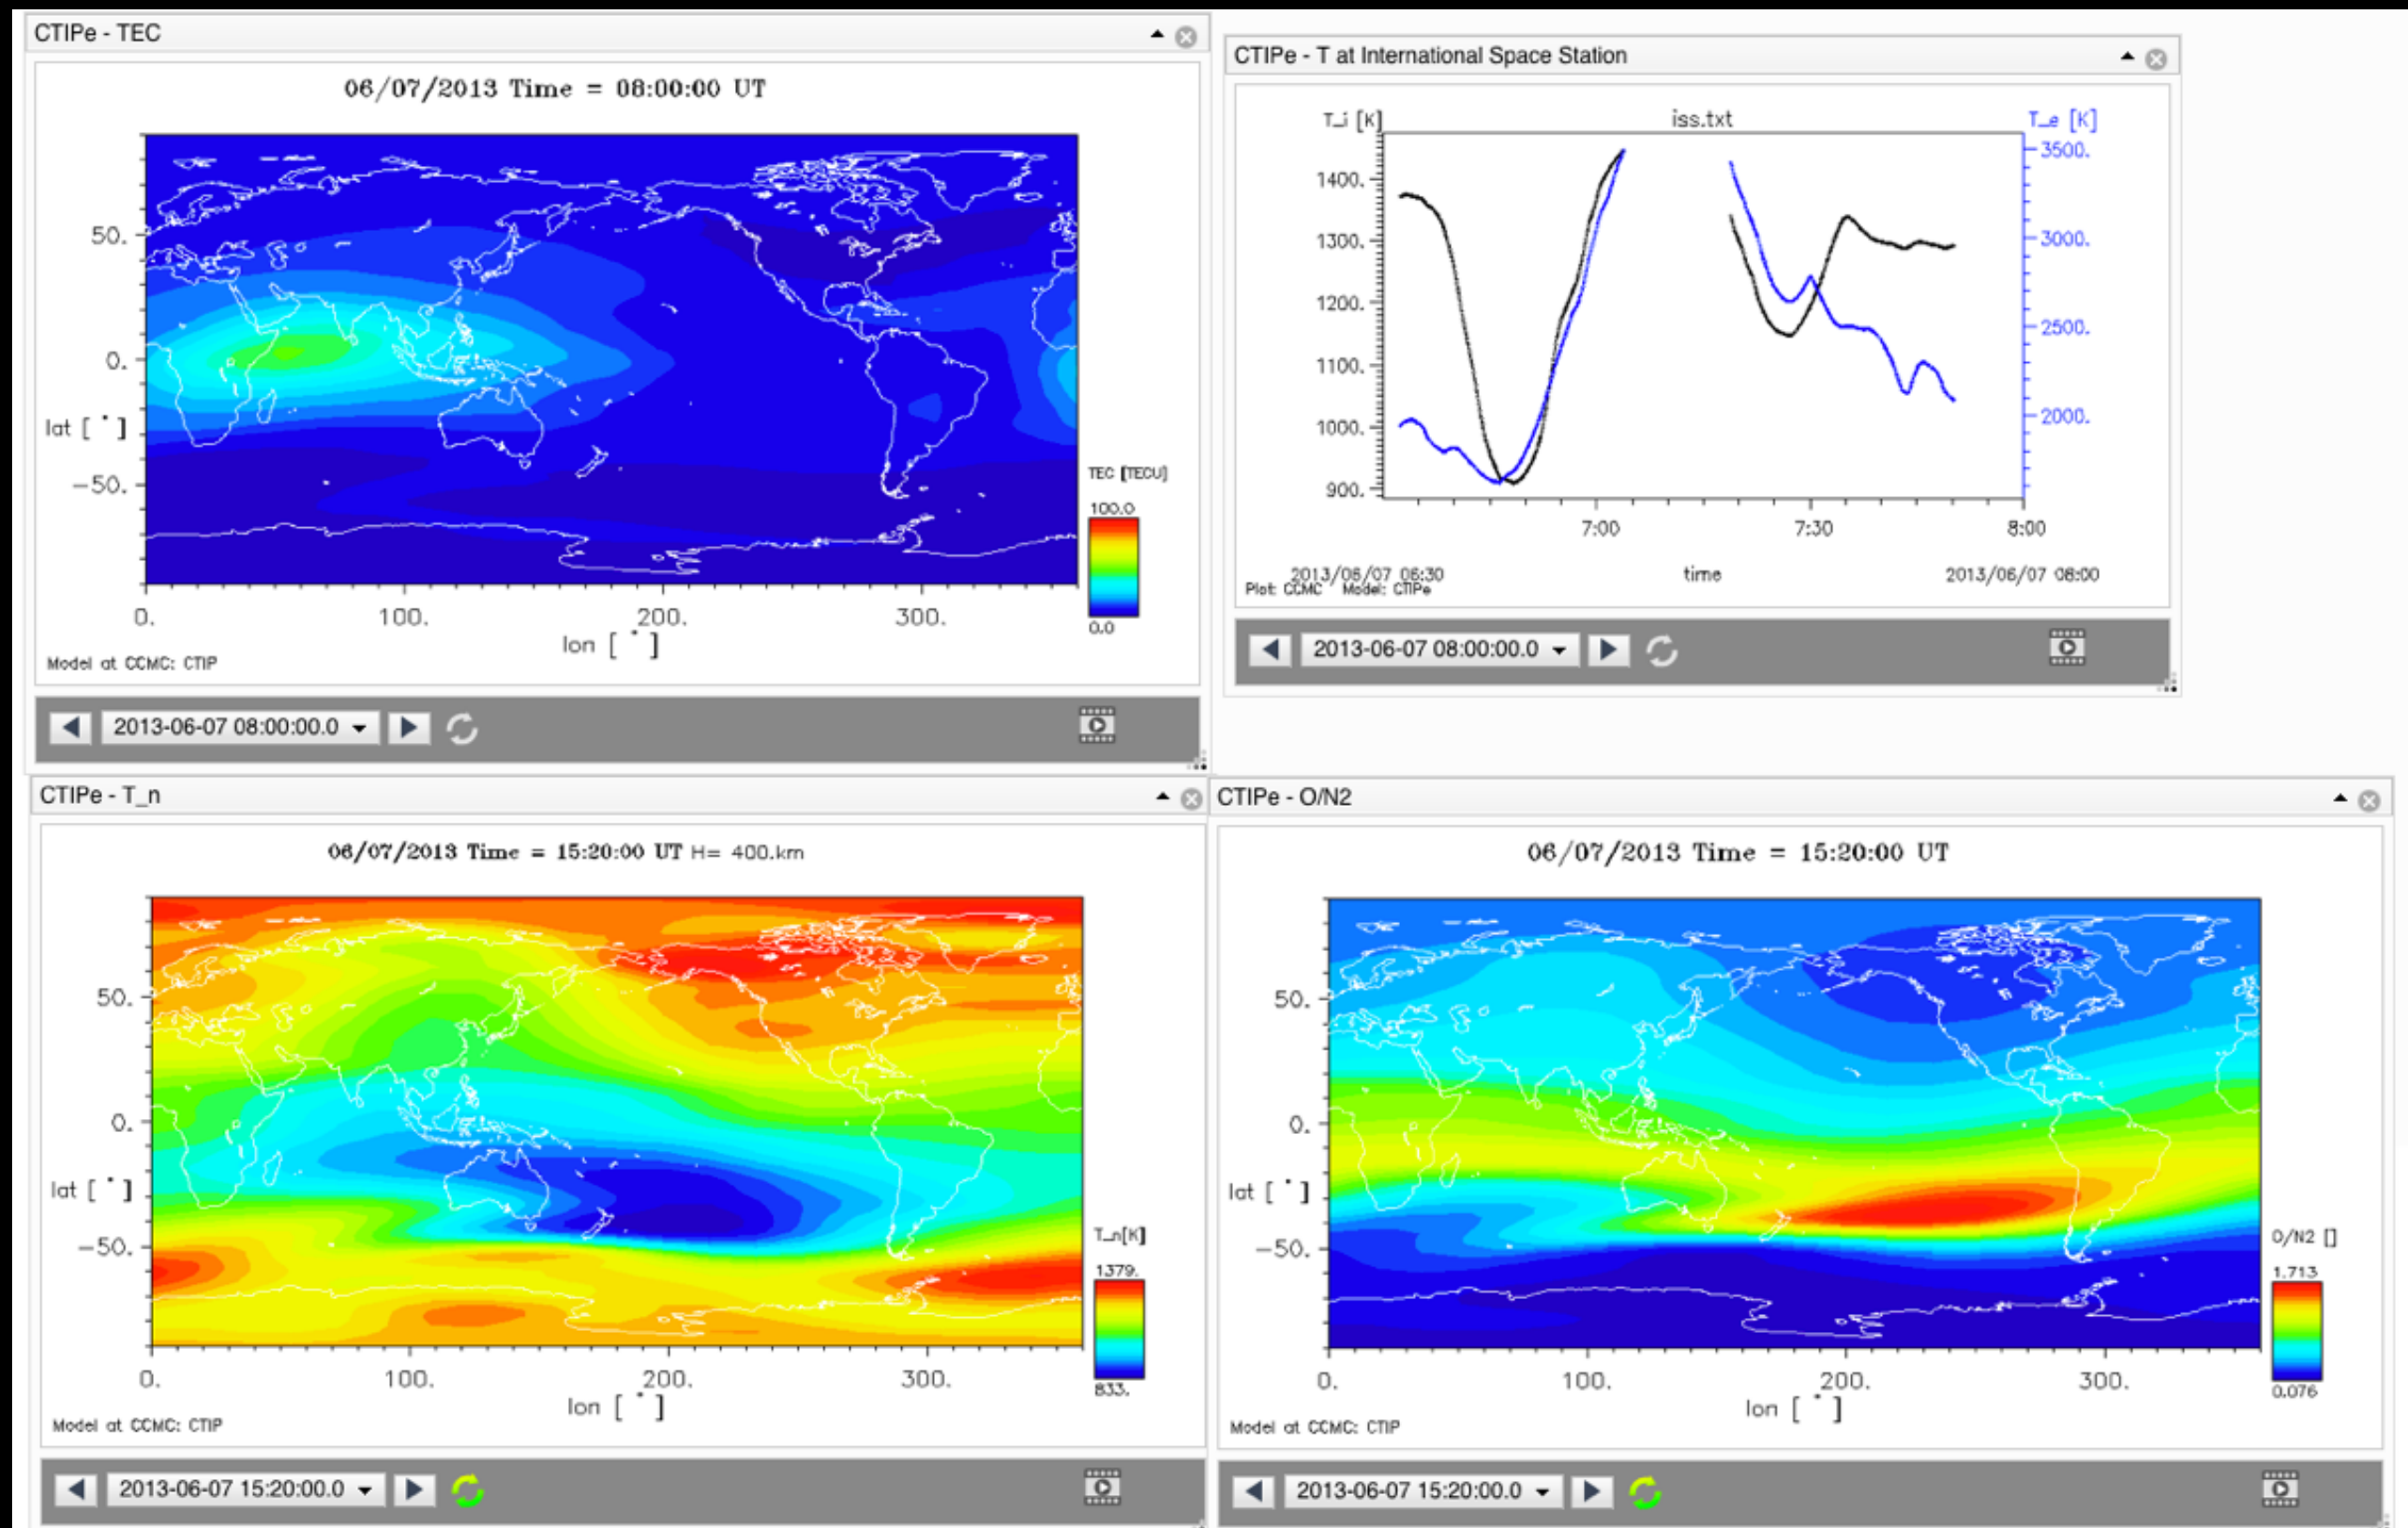 CTIPe - TEC
06/07/2013 Time = 08:00:00 UT
50.
0.
lat [ ° ]
-50.
TEC [TECU]
100.0
0.0
0.
100.
200.
300.
lon [ ° ]
Model at CCMC: CTIP
2013-06-07 08:00:00.0
CTIPe - T at International Space Station
T_i [K]
iss.txt
T_e [K]
1400.
1300.
1200.
1100.
1000.
900.
3500.
3000.
2500.
2000.
7:00
7:30
8:00
2013/06/07 06:30
time
2013/06/07 08:00
Plot: CCMC Model: CTIPe
2013-06-07 08:00:00.0
CTIPe - T_n
06/07/2013 Time = 15:20:00 UT H= 400.km
50.
0.
lat [ ° ]
-50.
T_n[K]
1379.
833.
0.
100.
200.
300.
lon [ ° ]
Model at CCMC: CTIP
2013-06-07 15:20:00.0
CTIPe - O/N2
06/07/2013 Time = 15:20:00 UT
50.
0.
lat [ ° ]
-50.
O/N2 []
1.713
0.076
0.
100.
200.
300.
lon [ ° ]
Model at CCMC: CTIP
2013-06-07 15:20:00.0